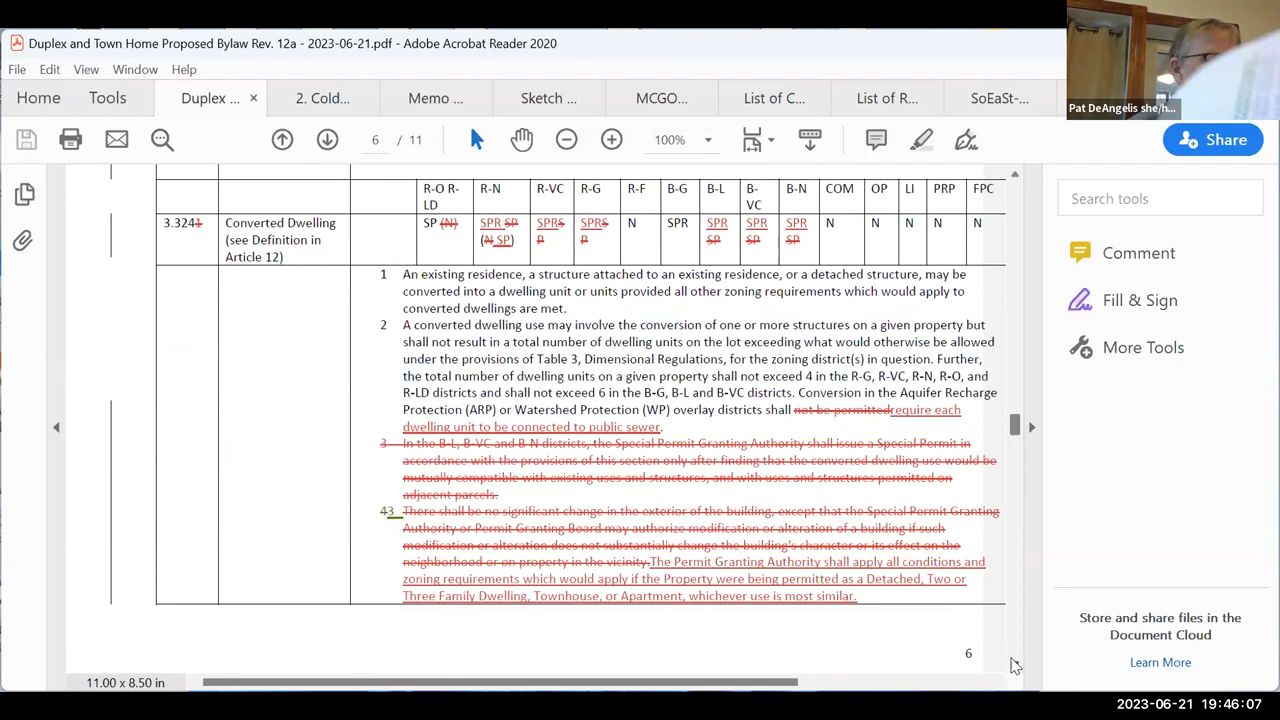 Duplex and Town Home Proposed Bylaw Rev. 12a - 2023-06-21.pdf - Adobe Acrobat Reader 2020
File Edit View Window Help
Home Tools Duplex ... × 2. Cold... Memo ... Sketch ... MCGO... List of C... List of R... SoEaSt-...
Pat DeAngelis she/h...
6 / 11 100% Share
R-O R-LD R-N R-VC R-G R-F B-G B-L B-VC B-N COM OP LI PRP FPC
3.3241 Converted Dwelling (see Definition in Article 12) SP (N) SPR SP (N SP) SPRS P SPRS P N SPR SPR SP SPR SP SPR SP N N N N N
1 An existing residence, a structure attached to an existing residence, or a detached structure, may be
converted into a dwelling unit or units provided all other zoning requirements which would apply to
converted dwellings are met.
2 A converted dwelling use may involve the conversion of one or more structures on a given property but
shall not result in a total number of dwelling units on the lot exceeding what would otherwise be allowed
under the provisions of Table 3, Dimensional Regulations, for the zoning district(s) in question. Further,
the total number of dwelling units on a given property shall not exceed 4 in the R-G, R-VC, R-N, R-O, and
R-LD districts and shall not exceed 6 in the B-G, B-L and B-VC districts. Conversion in the Aquifer Recharge
Protection (ARP) or Watershed Protection (WP) overlay districts shall not be permittedrequire each
dwelling unit to be connected to public sewer.
3 In the B-L, B-VC and B-N districts, the Special Permit Granting Authority shall issue a Special Permit in
accordance with the provisions of this section only after finding that the converted dwelling use would be
mutually compatible with existing uses and structures, and with uses and structures permitted on
adjacent parcels.
43 There shall be no significant change in the exterior of the building, except that the Special Permit Granting
Authority or Permit Granting Board may authorize modification or alteration of a building if such
modification or alteration does not substantially change the building's character or its effect on the
neighborhood or on property in the vicinity.The Permit Granting Authority shall apply all conditions and
zoning requirements which would apply if the Property were being permitted as a Detached, Two or
Three Family Dwelling, Townhouse, or Apartment, whichever use is most similar.
6
11.00 x 8.50 in
Search tools
Comment
Fill & Sign
More Tools
Store and share files in the
Document Cloud
Learn More
2023-06-21 19:46:07